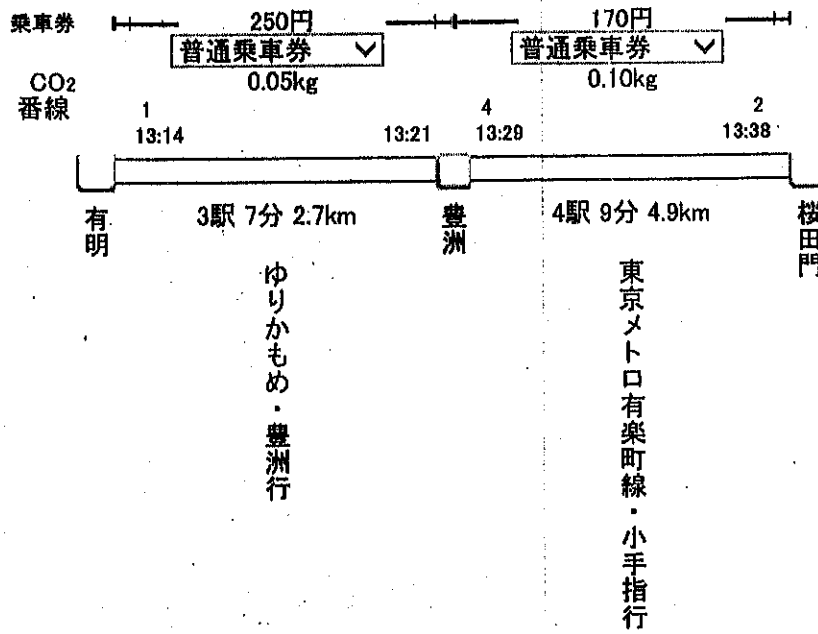 乗車券 250円 170円
普通乗車券 普通乗車券
CO₂ 0.05kg 0.10kg
番線 1 4 2
13:14 13:21 13:29 13:38
有明 3駅 7分 2.7km 豊洲 4駅 9分 4.9km 桜田門
ゆりかもめ・豊洲行
東京メトロ有楽町線・小手指行